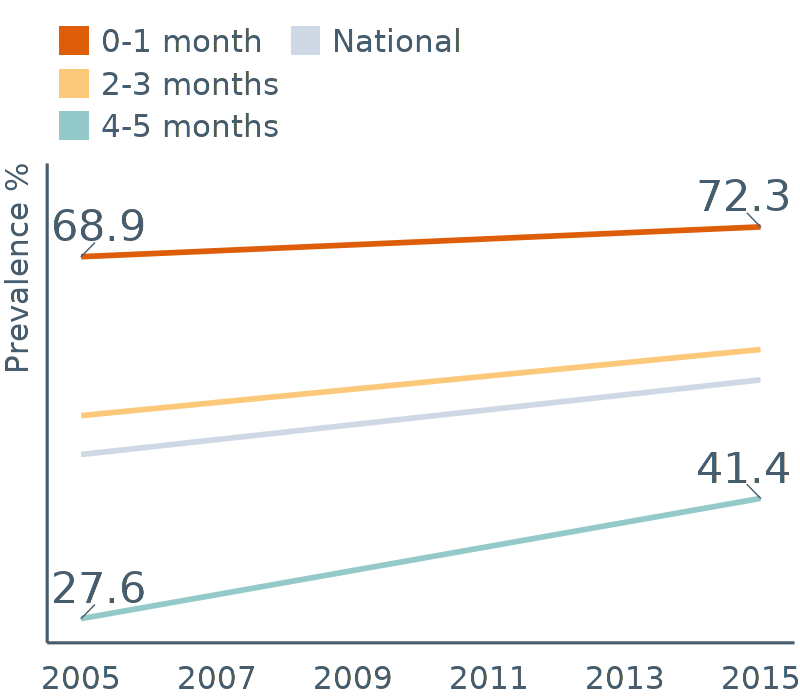 0-1 month
National
2-3 months
4-5 months
Prevalence %
68.9
72.3
41.4
27.6
2005 2007 2009 2011 2013 2015